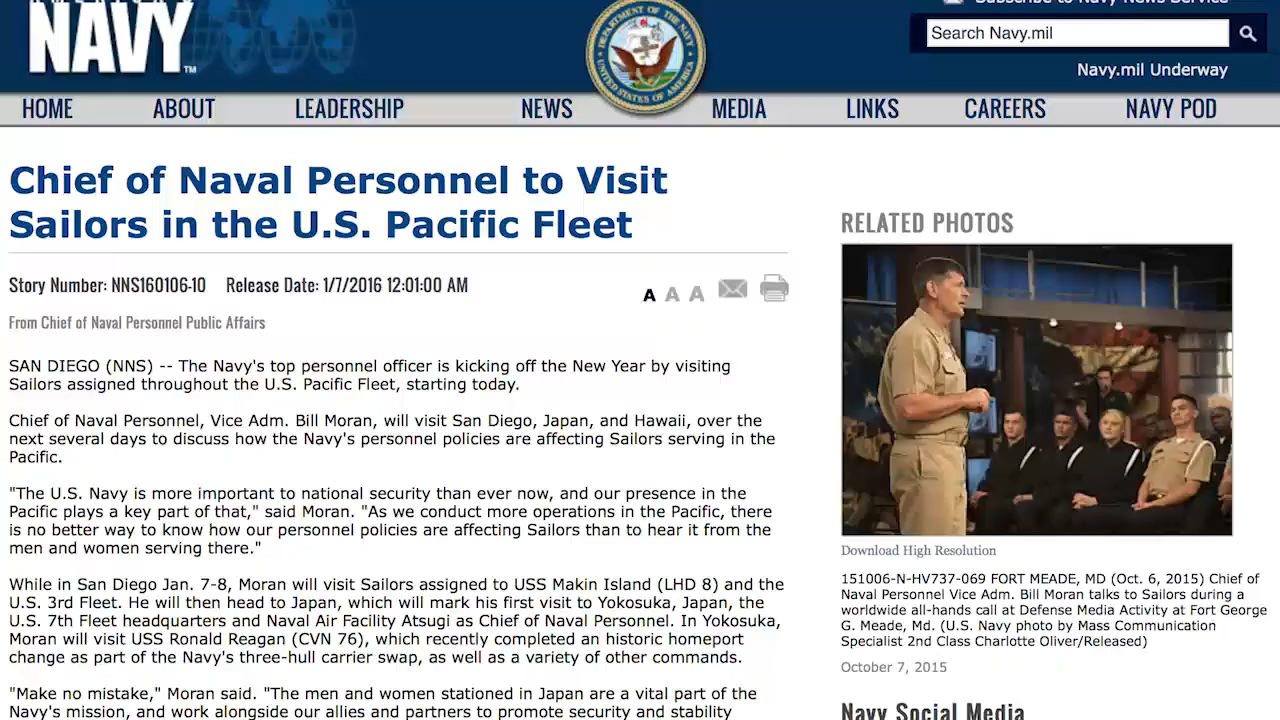 Subscribe to Navy News Service
NAVY™
Search Navy.mil
Navy.mil Underway
DEPARTMENT OF THE NAVY
UNITED STATES OF AMERICA
HOME ABOUT LEADERSHIP NEWS MEDIA LINKS CAREERS NAVY POD
Chief of Naval Personnel to Visit
Sailors in the U.S. Pacific Fleet
Story Number: NNS160106-10 Release Date: 1/7/2016 12:01:00 AM
A A A
From Chief of Naval Personnel Public Affairs
SAN DIEGO (NNS) -- The Navy's top personnel officer is kicking off the New Year by visiting
Sailors assigned throughout the U.S. Pacific Fleet, starting today.
Chief of Naval Personnel, Vice Adm. Bill Moran, will visit San Diego, Japan, and Hawaii, over the
next several days to discuss how the Navy's personnel policies are affecting Sailors serving in the
Pacific.
"The U.S. Navy is more important to national security than ever now, and our presence in the
Pacific plays a key part of that," said Moran. "As we conduct more operations in the Pacific, there
is no better way to know how our personnel policies are affecting Sailors than to hear it from the
men and women serving there."
While in San Diego Jan. 7-8, Moran will visit Sailors assigned to USS Makin Island (LHD 8) and the
U.S. 3rd Fleet. He will then head to Japan, which will mark his first visit to Yokosuka, Japan, the
U.S. 7th Fleet headquarters and Naval Air Facility Atsugi as Chief of Naval Personnel. In Yokosuka,
Moran will visit USS Ronald Reagan (CVN 76), which recently completed an historic homeport
change as part of the Navy's three-hull carrier swap, as well as a variety of other commands.
"Make no mistake," Moran said. "The men and women stationed in Japan are a vital part of the
Navy's mission, and work alongside our allies and partners to promote security and stability
RELATED PHOTOS
Download High Resolution
151006-N-HV737-069 FORT MEADE, MD (Oct. 6, 2015) Chief of
Naval Personnel Vice Adm. Bill Moran talks to Sailors during a
worldwide all-hands call at Defense Media Activity at Fort George
G. Meade, Md. (U.S. Navy photo by Mass Communication
Specialist 2nd Class Charlotte Oliver/Released)
October 7, 2015
Navy Social Media